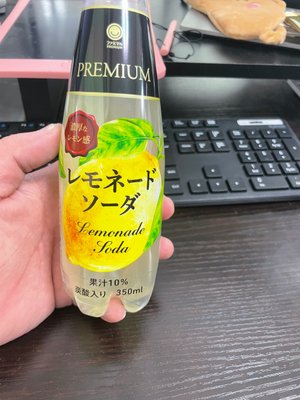 PREMIUM
濃厚な
レモン感
レモネード
ソーダ
Lemonade
Soda
果汁10%
炭酸入り 350ml